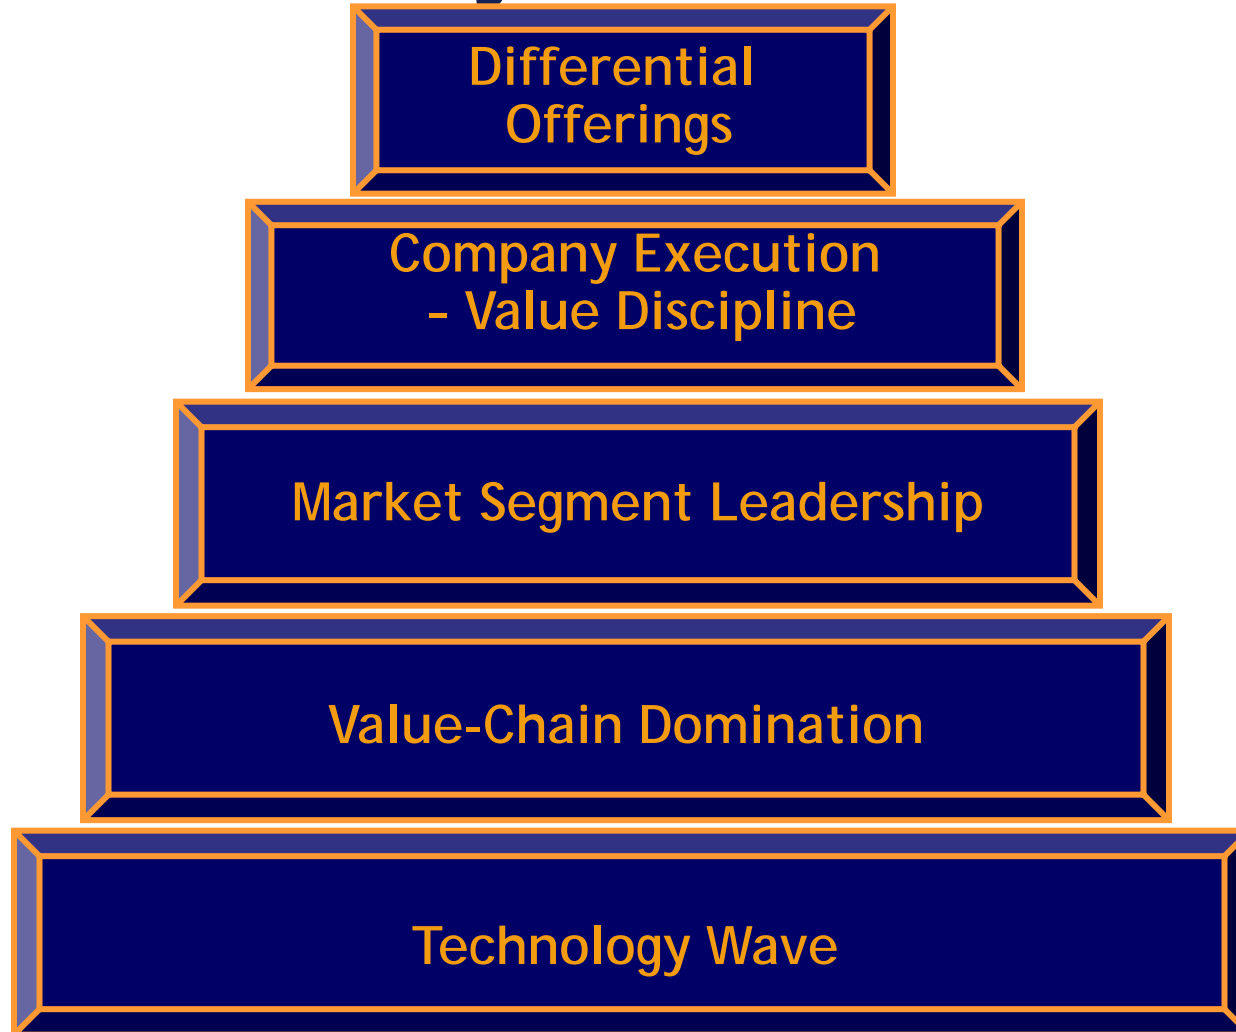 Differential
Offerings
Company Execution
- Value Discipline
Market Segment Leadership
Value-Chain Domination
Technology Wave